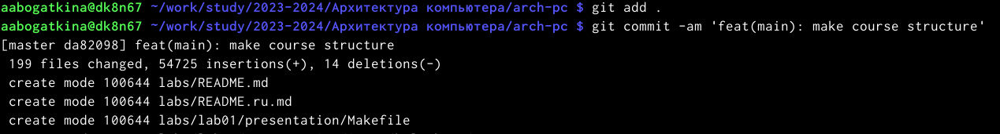 aabogatkina@dk8n67 ~/work/study/2023-2024/Архитектура компьютера/arch-pc $ git add .
aabogatkina@dk8n67 ~/work/study/2023-2024/Архитектура компьютера/arch-pc $ git commit -am 'feat(main): make course structure'
[master da82098] feat(main): make course structure
 199 files changed, 54725 insertions(+), 14 deletions(-)
 create mode 100644 labs/README.md
 create mode 100644 labs/README.ru.md
 create mode 100644 labs/lab01/presentation/Makefile